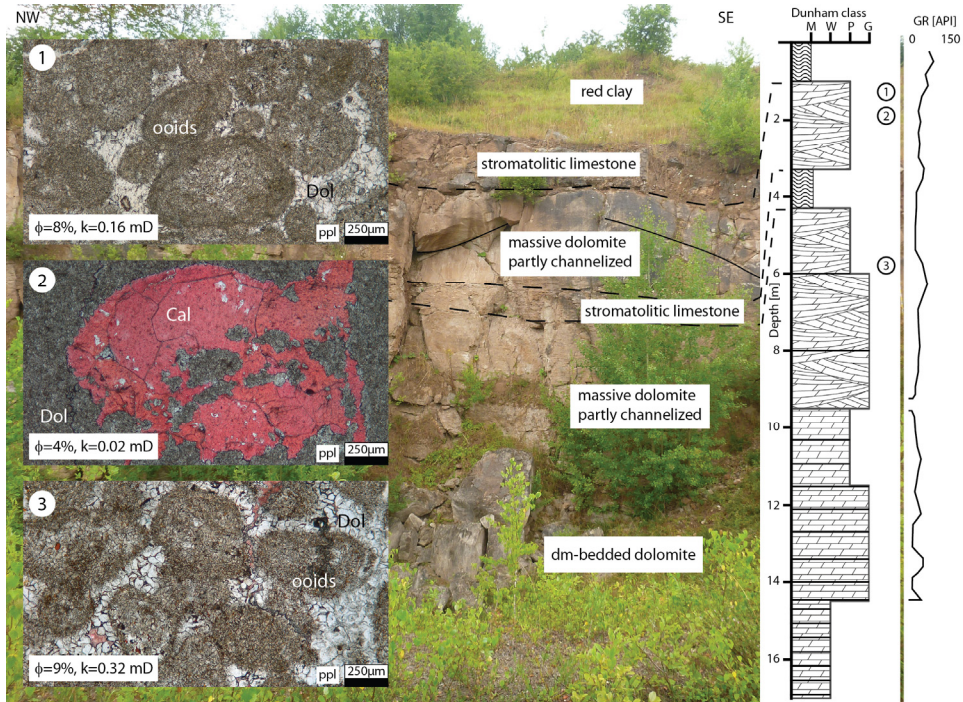 NW
SE
Dunham class
M W P G
GR [API]
0 150
1
ooids
Dol
ϕ=8%, k=0.16 mD
ppl
250µm
2
Cal
Dol
ϕ=4%, k=0.02 mD
ppl
250µm
3
Dol
ooids
ϕ=9%, k=0.32 mD
ppl
250µm
red clay
stromatolitic limestone
massive dolomite
partly channelized
stromatolitic limestone
massive dolomite
partly channelized
dm-bedded dolomite
Depth [m]
2
4
6
8
10
12
14
16
1
2
3